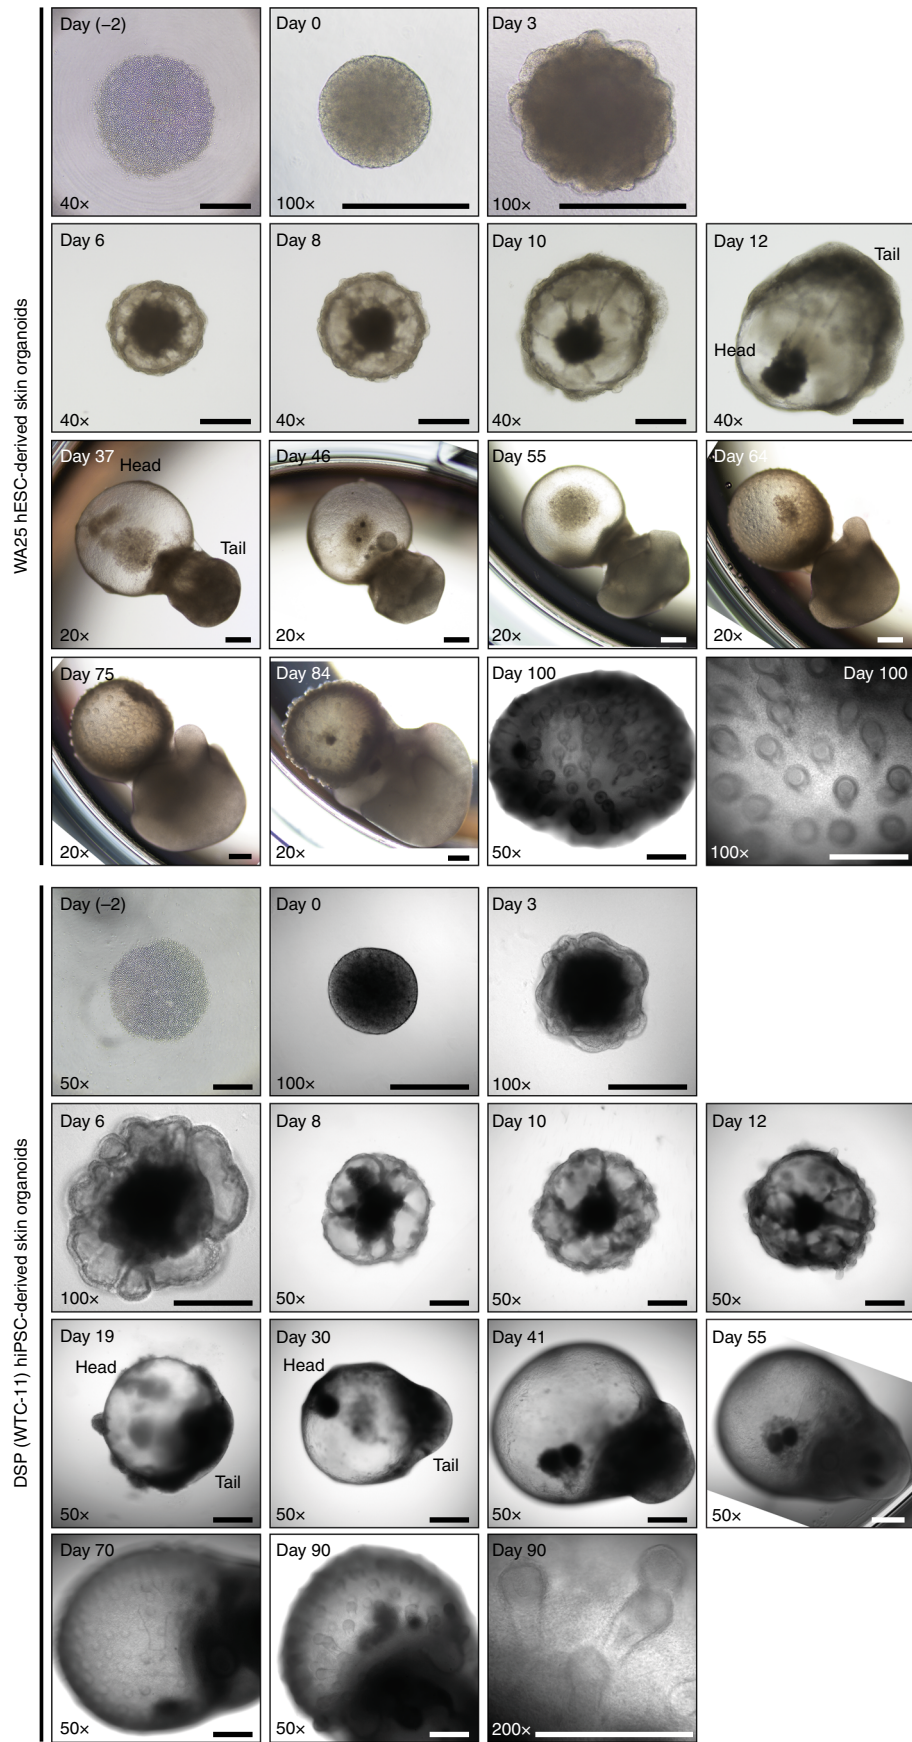 WA25 hESC-derived skin organoids
Day (−2)
40×
Day 0
100×
Day 3
100×
Day 6
40×
Day 8
40×
Day 10
40×
Day 12
Tail
Head
40×
Day 37
Head
Tail
20×
Day 46
20×
Day 55
20×
Day 64
20×
Day 75
20×
Day 84
20×
Day 100
50×
Day 100
100×
DSP (WTC-11) hiPSC-derived skin organoids
Day (−2)
50×
Day 0
100×
Day 3
100×
Day 6
100×
Day 8
50×
Day 10
50×
Day 12
50×
Day 19
Head
Tail
50×
Day 30
Head
Tail
50×
Day 41
50×
Day 55
50×
Day 70
50×
Day 90
50×
Day 90
200×